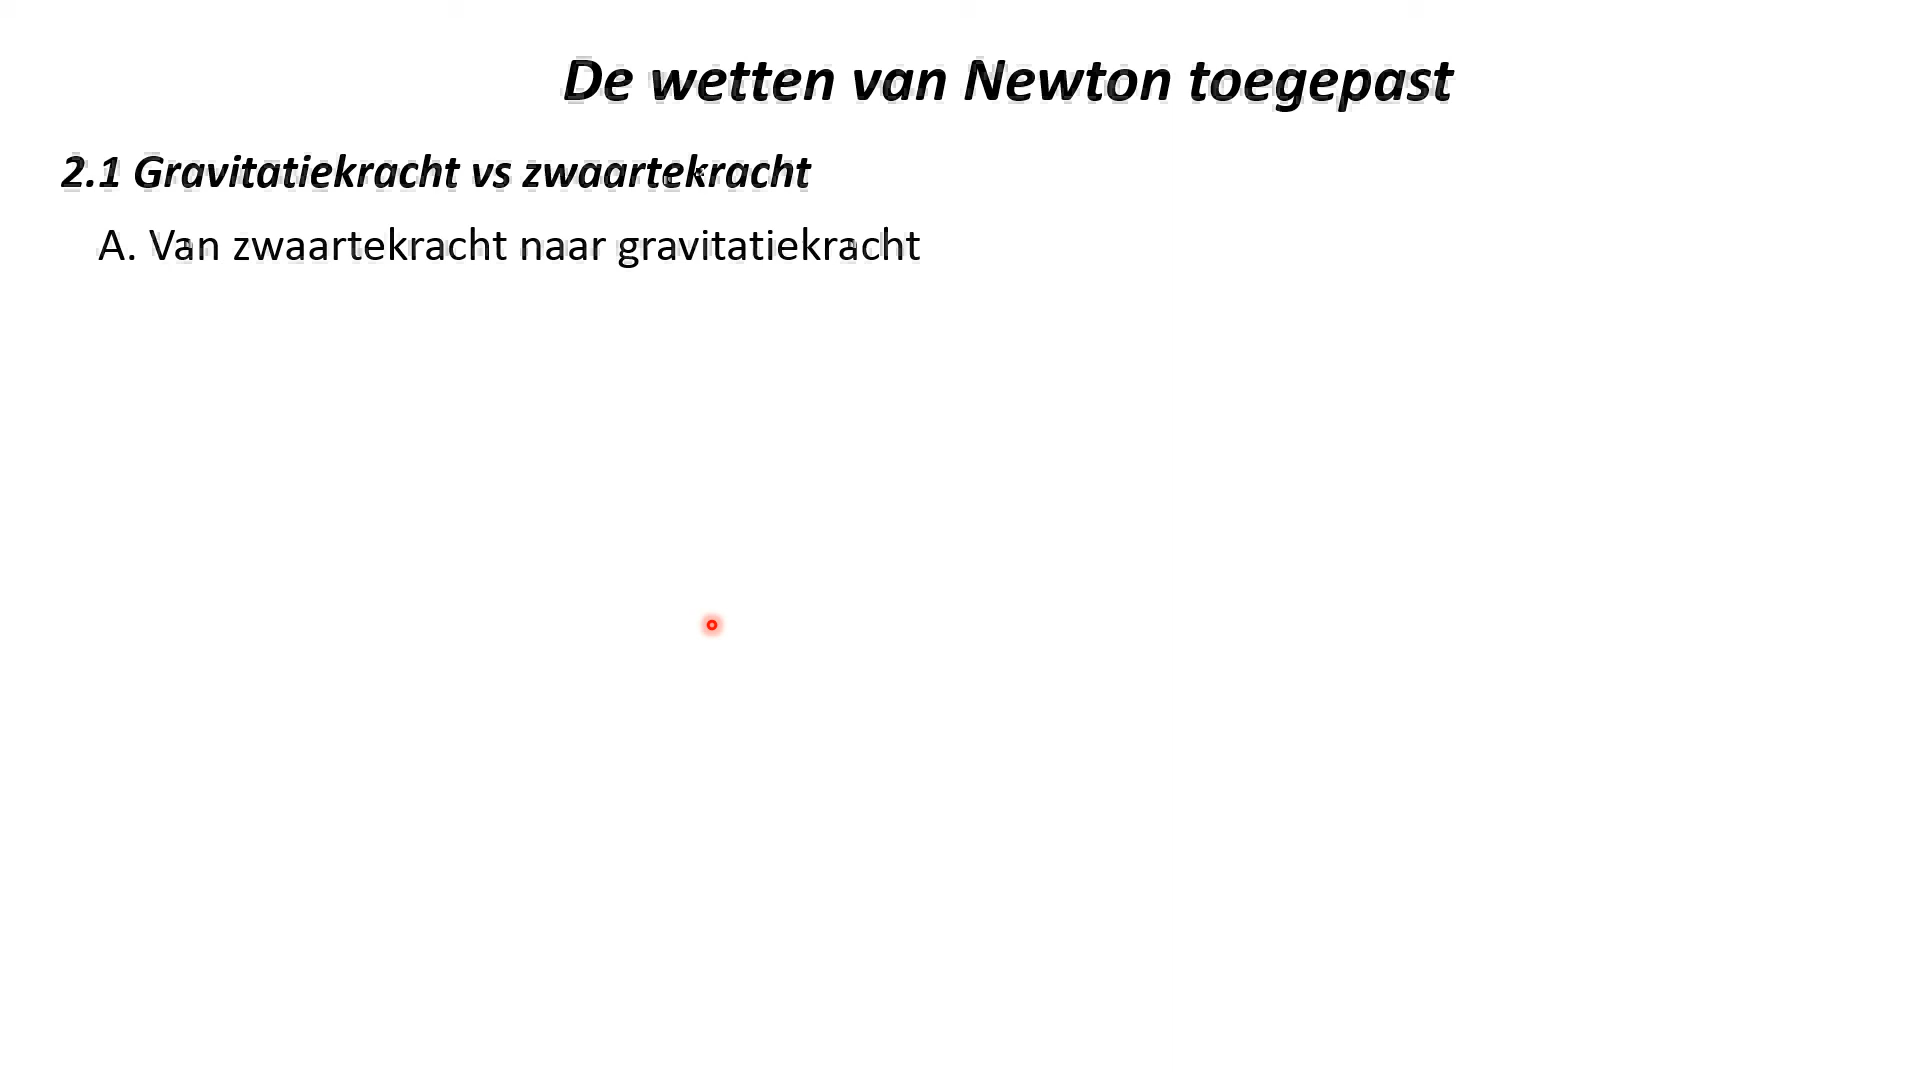 De wetten van Newton toegepast
2.1 Gravitatiekracht vs zwaartekracht
A. Van zwaartekracht naar gravitatiekracht